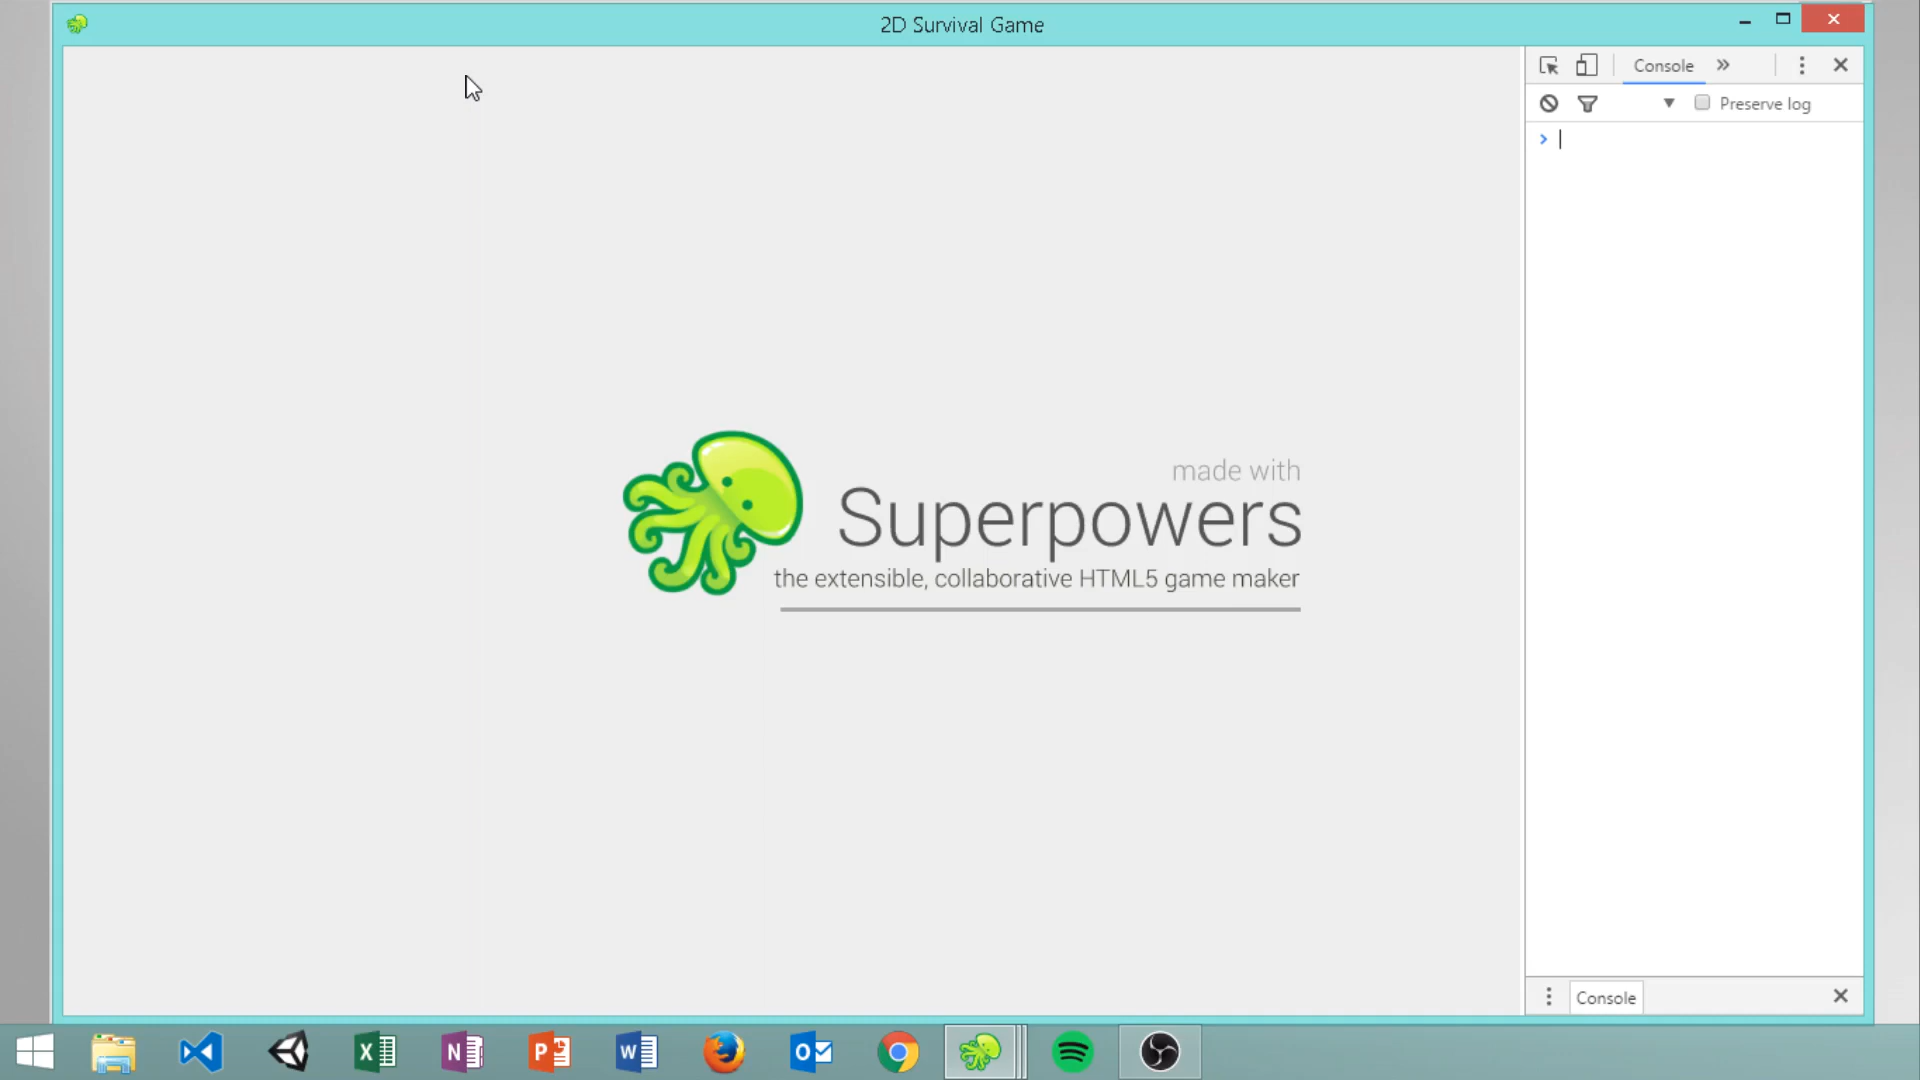 2D Survival Game
Console
Preserve log
made with
Superpowers
the extensible, collaborative HTML5 game maker
Console